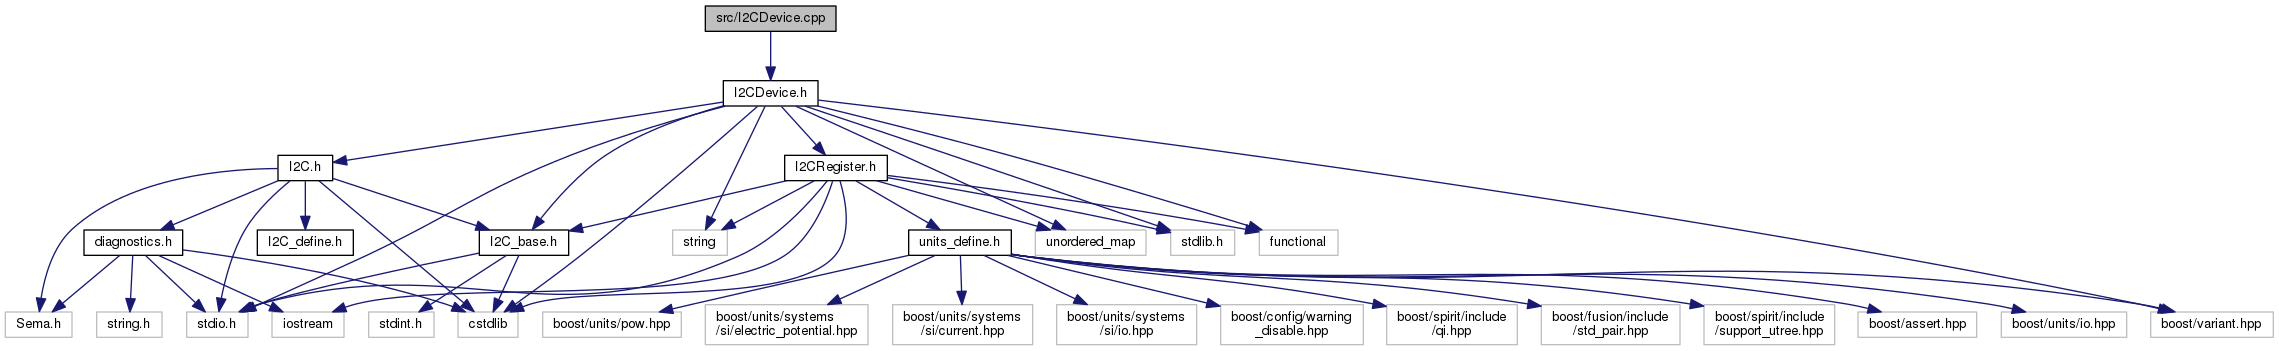 src/I2CDevice.cpp
I2CDevice.h
I2C.h
I2CRegister.h
diagnostics.h
I2C_define.h
I2C_base.h
string
units_define.h
unordered_map
stdlib.h
functional
Sema.h
string.h
stdio.h
iostream
stdint.h
cstdlib
boost/units/pow.hpp
boost/units/systems
/si/electric_potential.hpp
boost/units/systems
/si/current.hpp
boost/units/systems
/si/io.hpp
boost/config/warning
_disable.hpp
boost/spirit/include
/qi.hpp
boost/fusion/include
/std_pair.hpp
boost/spirit/include
/support_utree.hpp
boost/assert.hpp
boost/units/io.hpp
boost/variant.hpp